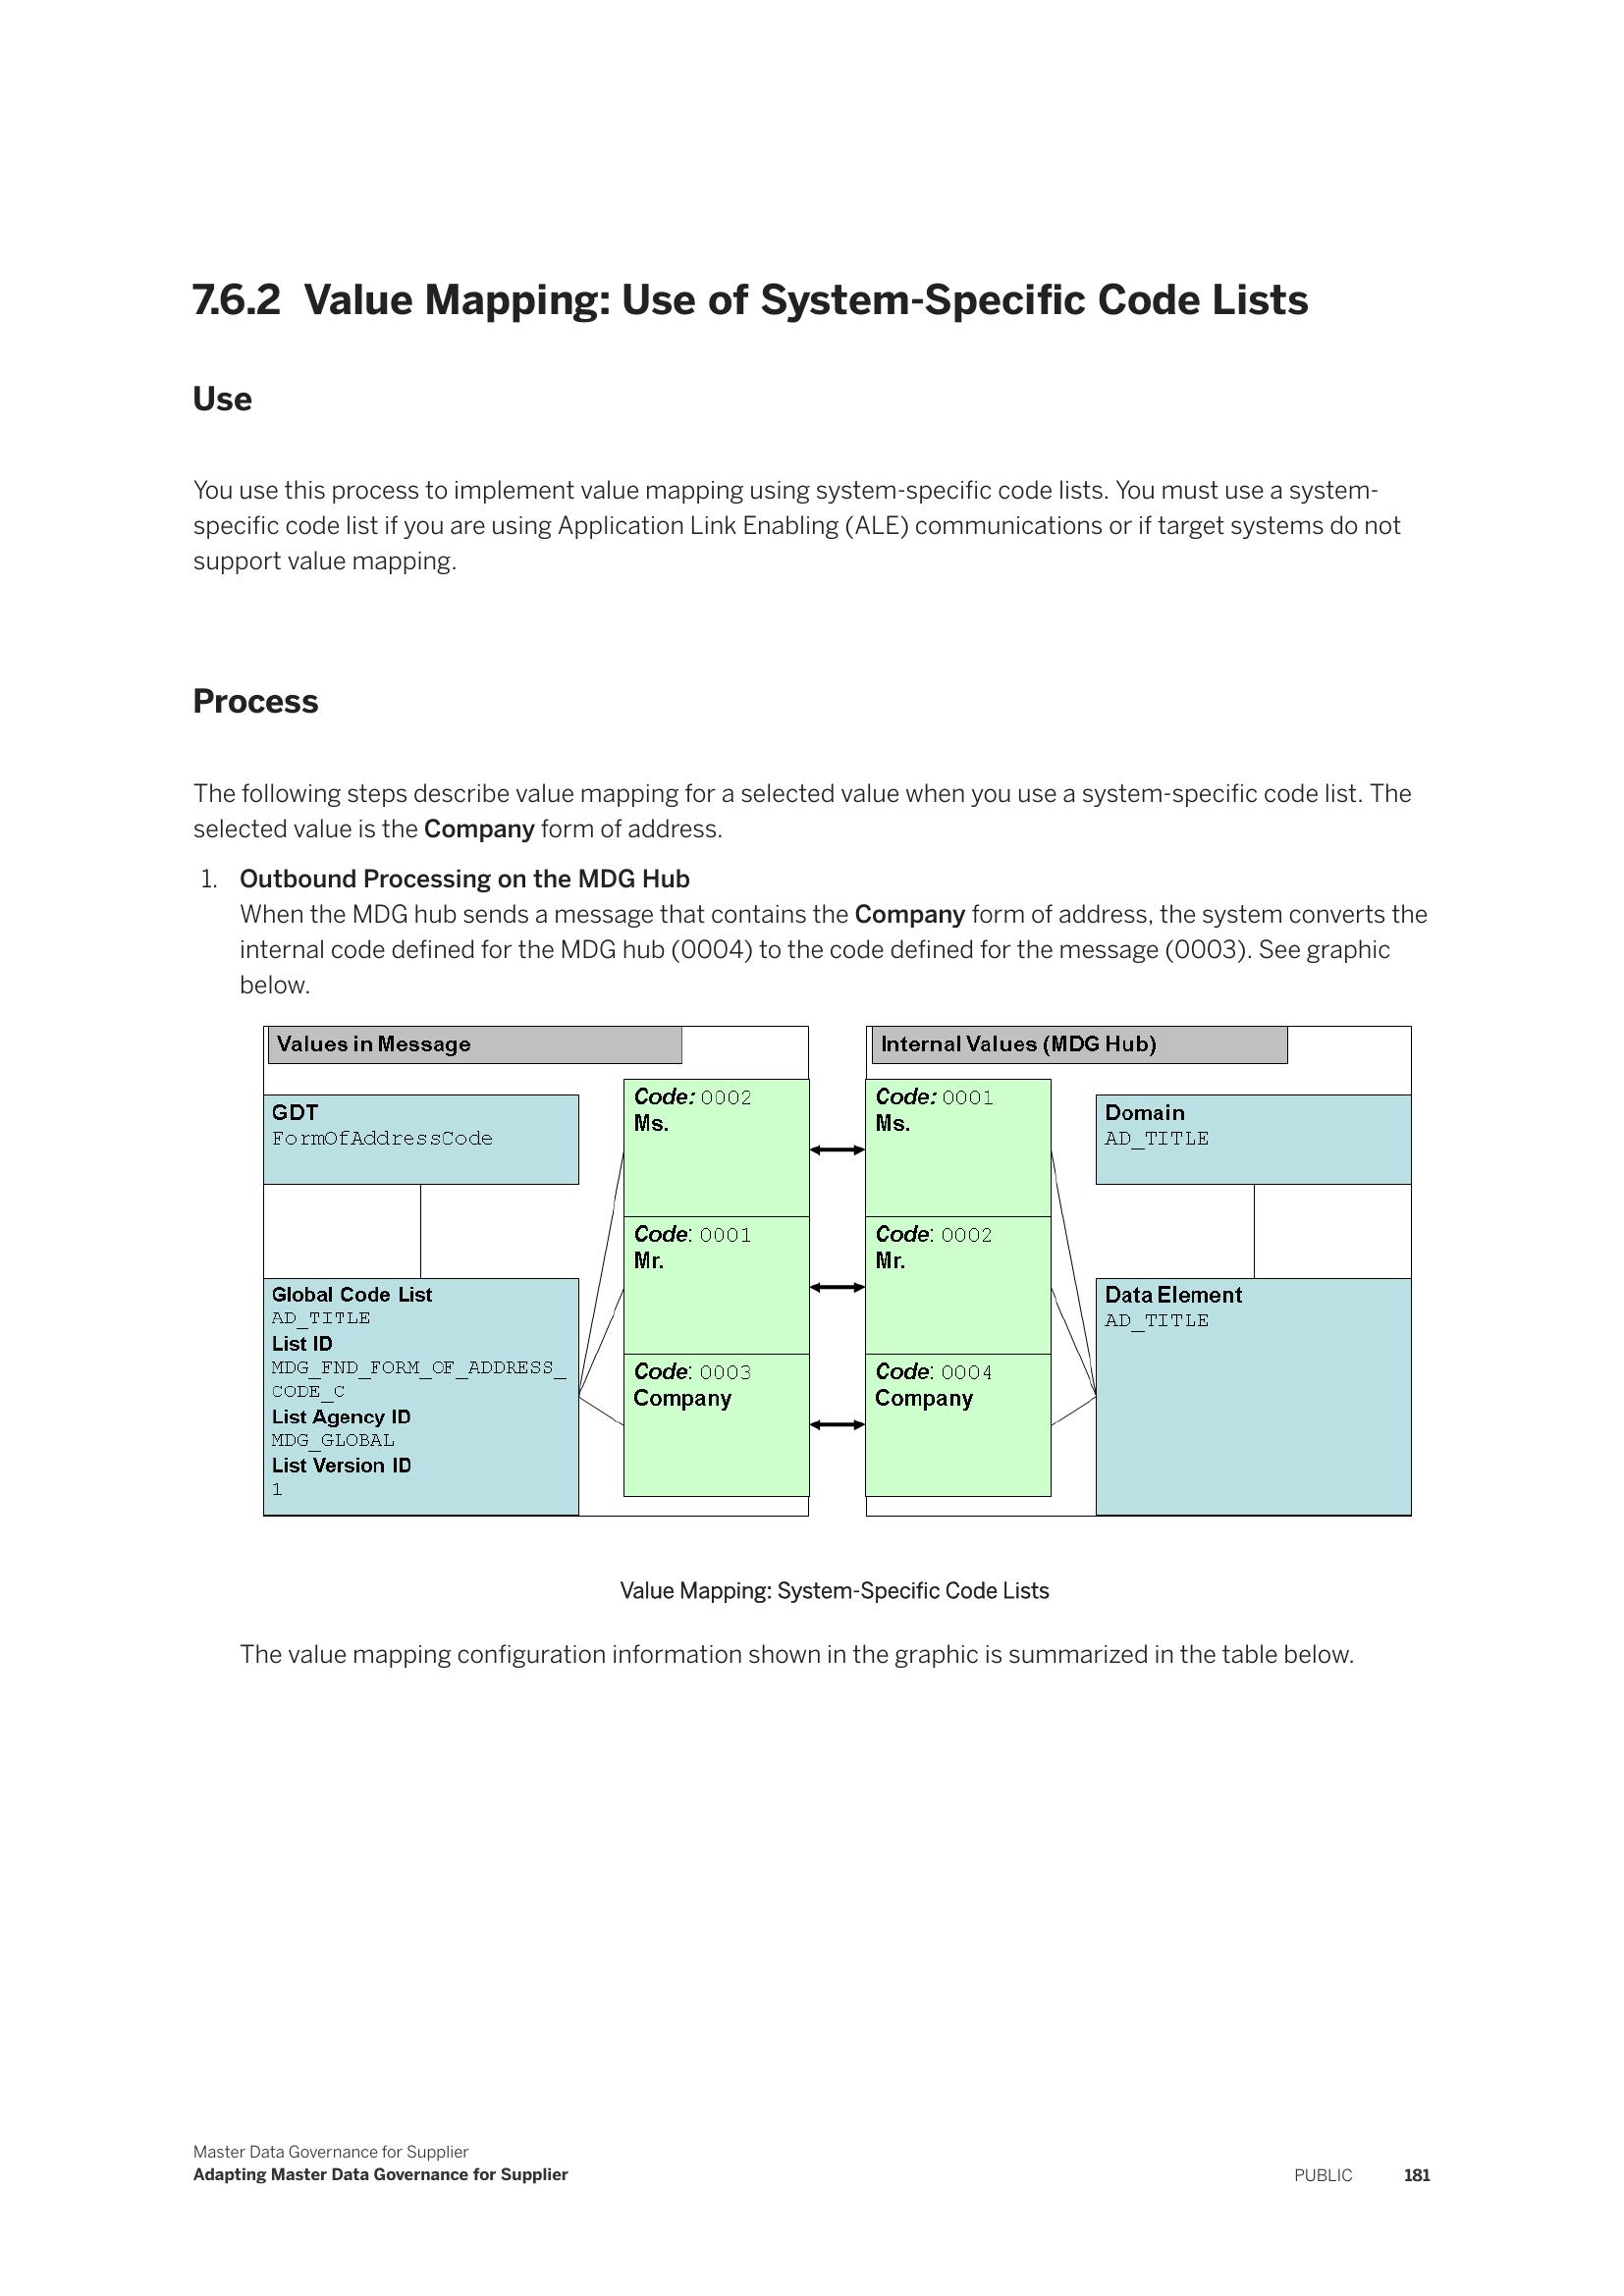 7.6.2 Value Mapping: Use of System-Specific Code Lists
Use
You use this process to implement value mapping using system-specific code lists. You must use a system-
specific code list if you are using Application Link Enabling (ALE) communications or if target systems do not
support value mapping.
Process
The following steps describe value mapping for a selected value when you use a system-specific code list. The
selected value is the Company form of address.
1. Outbound Processing on the MDG Hub
When the MDG hub sends a message that contains the Company form of address, the system converts the
internal code defined for the MDG hub (0004) to the code defined for the message (0003). See graphic
below.
Values in Message
GDT
FormOfAddressCode
Global Code List
AD_TITLE
List ID
MDG_FND_FORM_OF_ADDRESS_
CODE_C
List Agency ID
MDG_GLOBAL
List Version ID
1
Code: 0002
Ms.
Code: 0001
Mr.
Code: 0003
Company
Internal Values (MDG Hub)
Code: 0001
Ms.
Code: 0002
Mr.
Code: 0004
Company
Domain
AD_TITLE
Data Element
AD_TITLE
Value Mapping: System-Specific Code Lists
The value mapping configuration information shown in the graphic is summarized in the table below.
Master Data Governance for Supplier
Adapting Master Data Governance for Supplier
PUBLIC 181